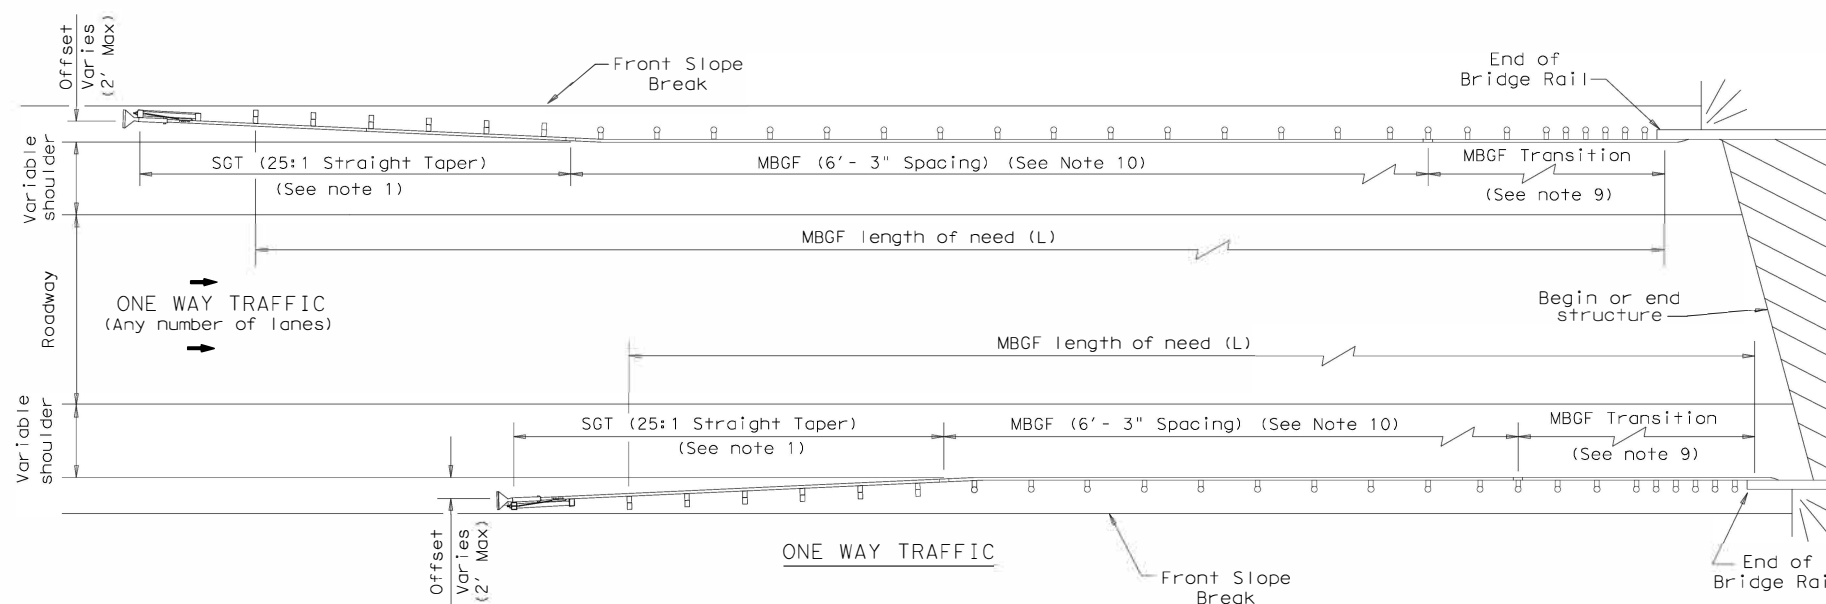 Offset
Varies
(2' Max)
Front Slope
Break
End of
Bridge Rail
Variable
shoulder
SGT (25:1 Straight Taper)
(See note 1)
MBGF (6'- 3" Spacing) (See Note 10)
MBGF Transition
(See note 9)
MBGF length of need (L)
Roadway
ONE WAY TRAFFIC
(Any number of lanes)
Begin or end
structure
MBGF length of need (L)
Variable
shoulder
SGT (25:1 Straight Taper)
(See note 1)
MBGF (6'- 3" Spacing) (See Note 10)
MBGF Transition
(See note 9)
Offset
Varies
(2' Max)
ONE WAY TRAFFIC
Front Slope
Break
End of
Bridge Rai